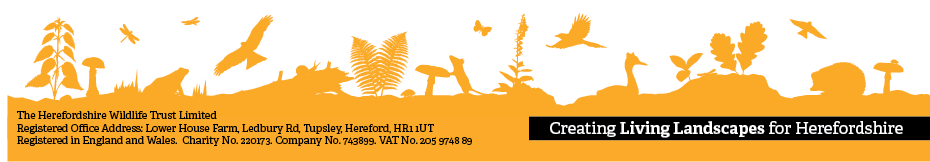 The Herefordshire Wildlife Trust Limited
Registered Office Address: Lower House Farm, Ledbury Rd, Tupsley, Hereford, HR1 1UT
Registered in England and Wales.  Charity No. 220173. Company No. 743899. VAT No. 205 9748 89
Creating Living Landscapes for Herefordshire